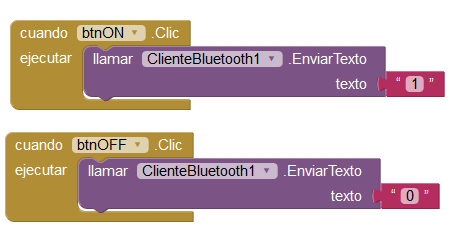 cuando btnON .Clic
ejecutar llamar ClienteBluetooth1 .EnviarTexto
texto “ 1 ”
cuando btnOFF .Clic
ejecutar llamar ClienteBluetooth1 .EnviarTexto
texto “ 0 ”